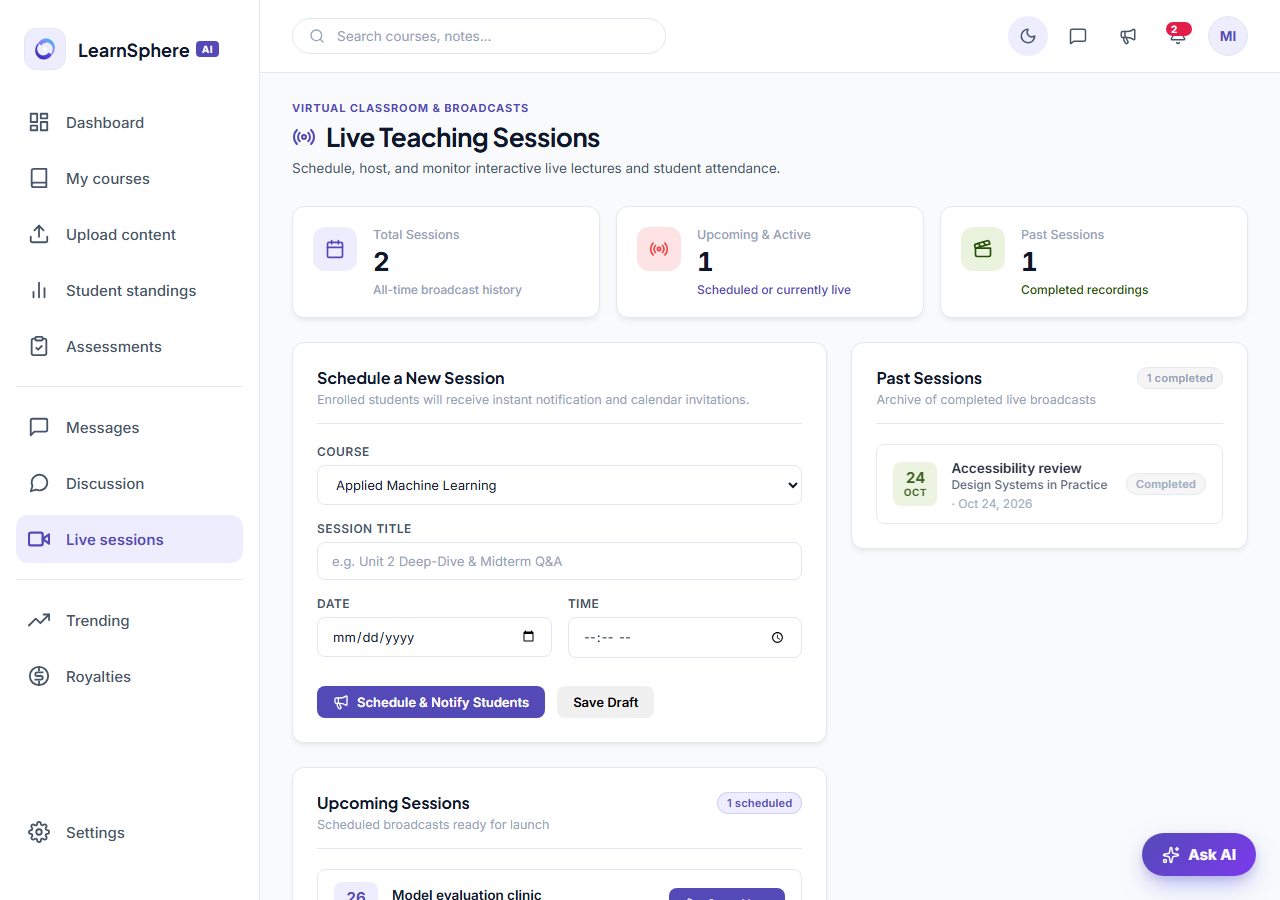 LearnSphere AI
Search courses, notes...
2
MI
Dashboard
My courses
Upload content
Student standings
Assessments
Messages
Discussion
Live sessions
Trending
Royalties
Settings
VIRTUAL CLASSROOM & BROADCASTS
Live Teaching Sessions
Schedule, host, and monitor interactive live lectures and student attendance.
Total Sessions
2
All-time broadcast history
Upcoming & Active
1
Scheduled or currently live
Past Sessions
1
Completed recordings
Schedule a New Session
Enrolled students will receive instant notification and calendar invitations.
COURSE
Applied Machine Learning
SESSION TITLE
e.g. Unit 2 Deep-Dive & Midterm Q&A
DATE
TIME
mm/dd/yyyy
--:-- --
Schedule & Notify Students
Save Draft
Past Sessions
1 completed
Archive of completed live broadcasts
24
OCT
Accessibility review
Design Systems in Practice
· Oct 24, 2026
Completed
Upcoming Sessions
1 scheduled
Scheduled broadcasts ready for launch
26
Model evaluation clinic
Ask AI